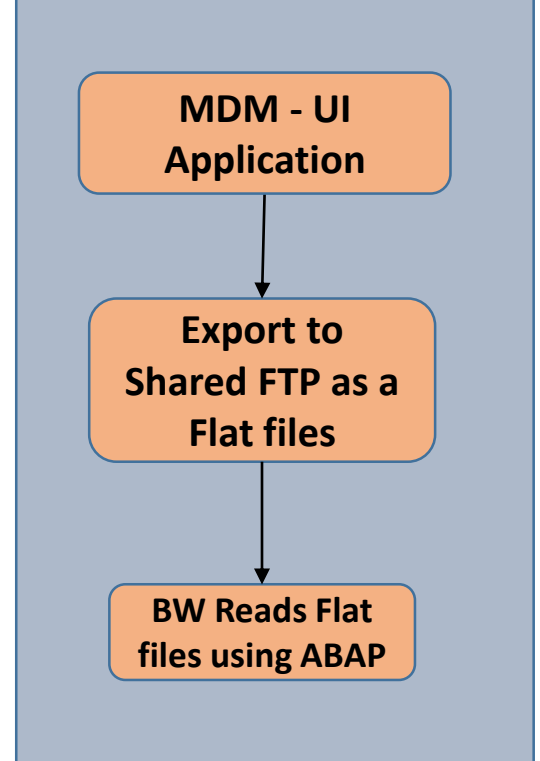 MDM - UI
Application
Export to
Shared FTP as a
Flat files
BW Reads Flat
files using ABAP